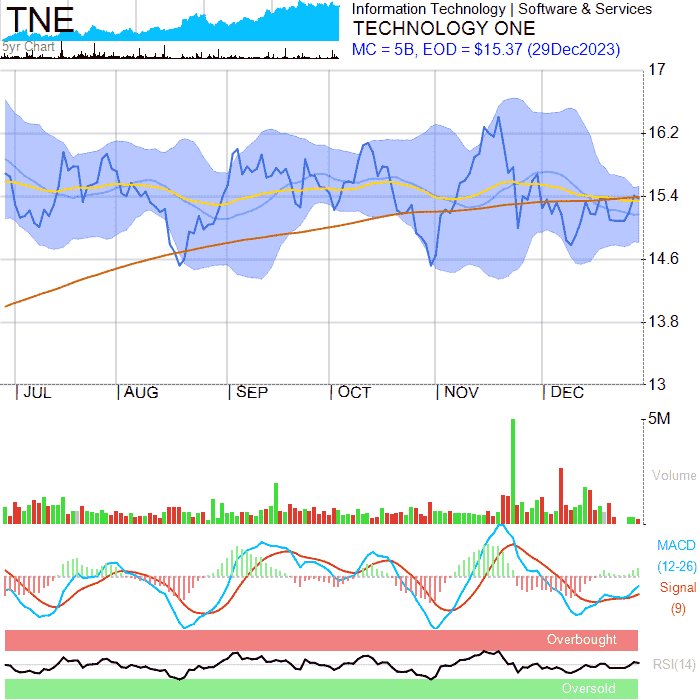 TNE
5yr Chart
Information Technology | Software & Services
TECHNOLOGY ONE
MC = 5B, EOD = $15.37 (29Dec2023)
17
16.2
15.4
14.6
13.8
13
| JUL | AUG | SEP | OCT | NOV | DEC
5M
Volume
MACD
(12-26)
Signal
(9)
Overbought
RSI(14)
Oversold